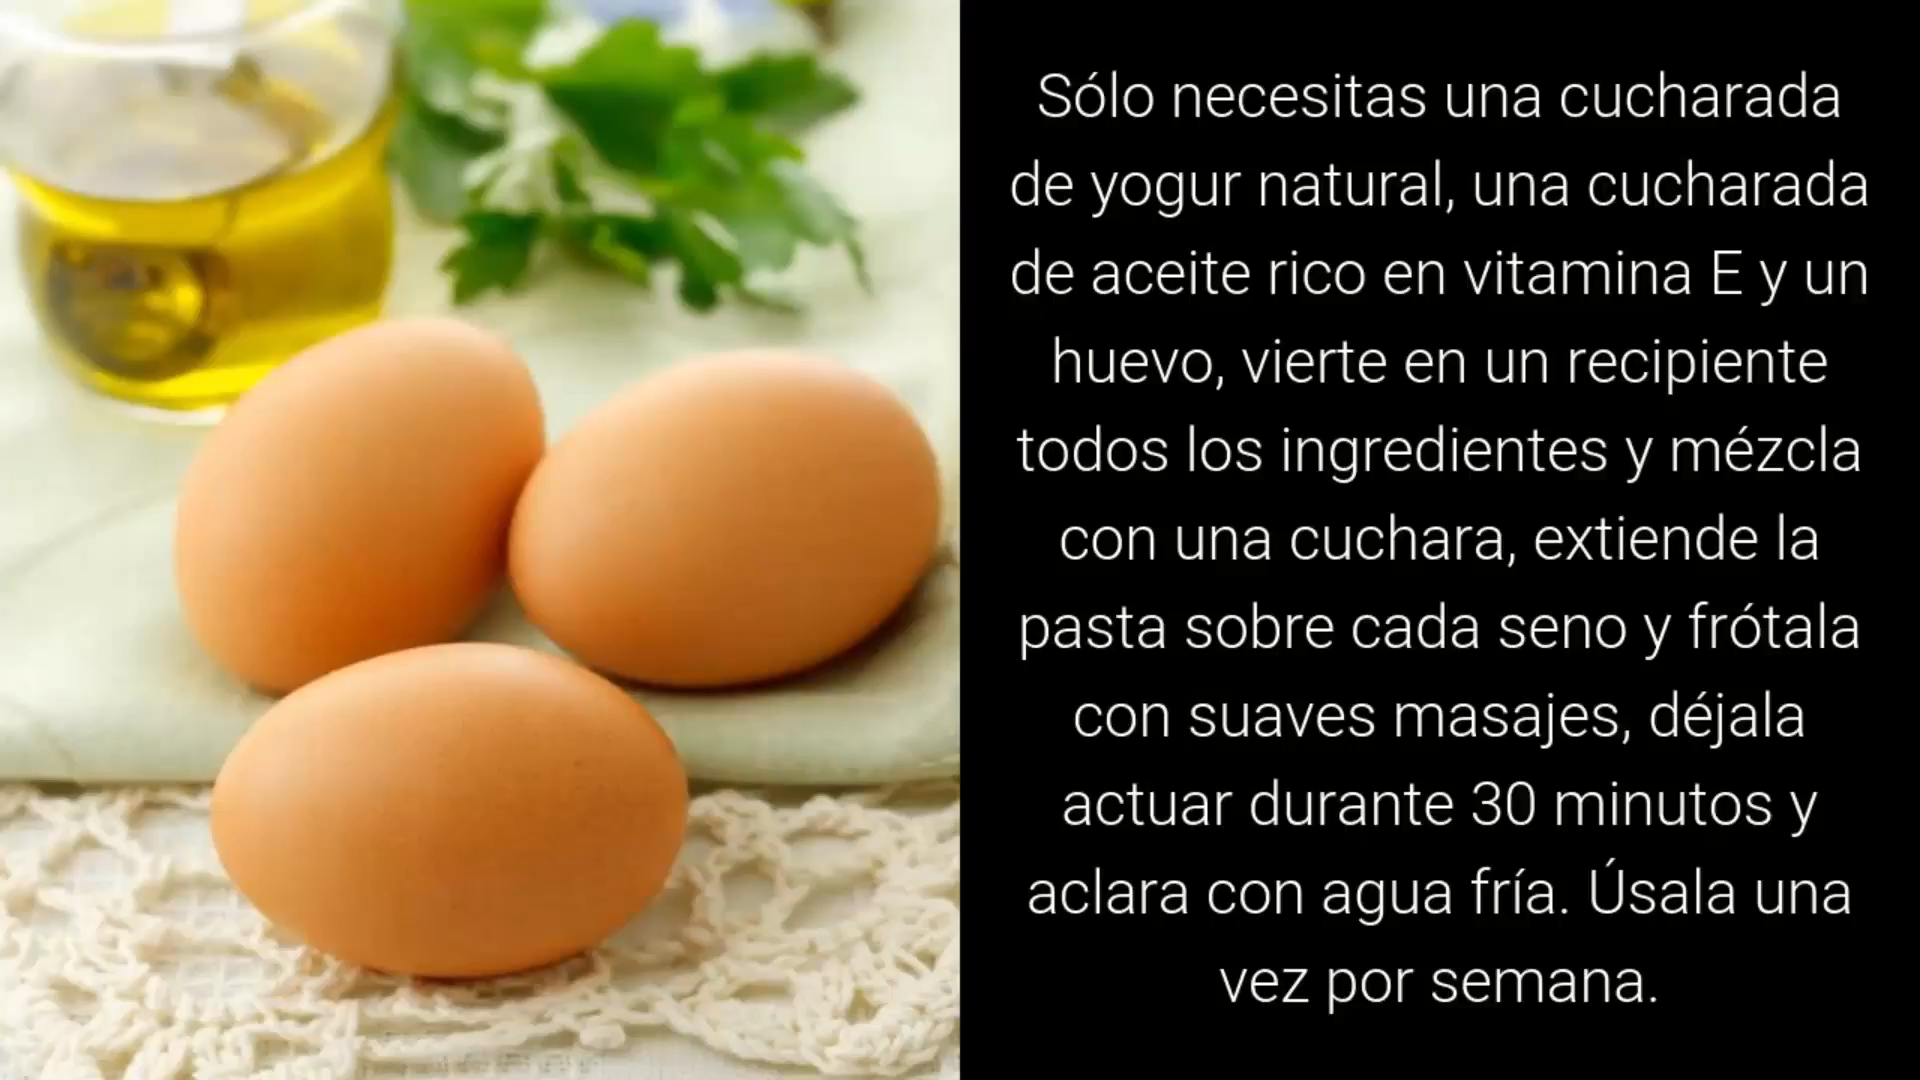 Sólo necesitas una cucharada
de yogur natural, una cucharada
de aceite rico en vitamina E y un
huevo, vierte en un recipiente
todos los ingredientes y mézcla
con una cuchara, extiende la
pasta sobre cada seno y frótala
con suaves masajes, déjala
actuar durante 30 minutos y
aclara con agua fría. Úsala una
vez por semana.